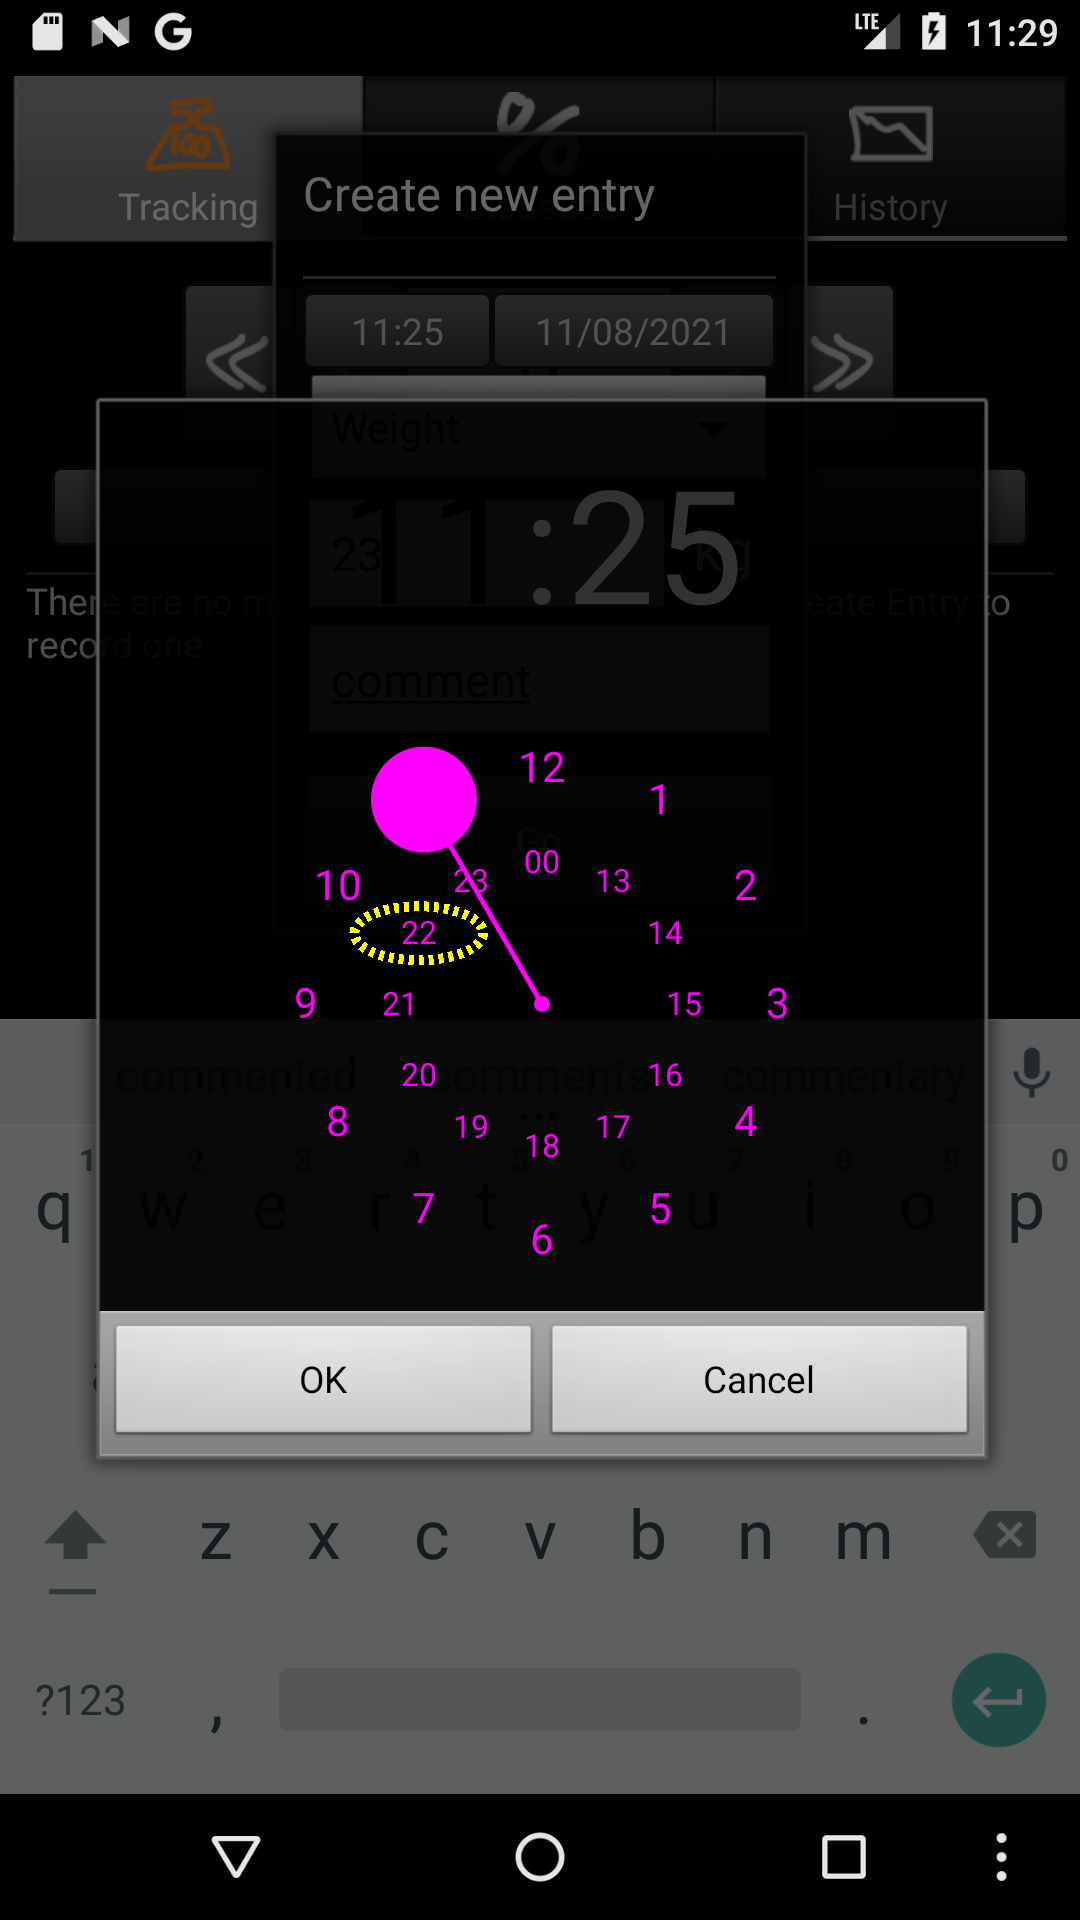 LTE 11:29
Tracking
History
Create new entry
11:25 11/08/2021
Weight
23 kg
11:25
There are no m eate Entry to
record one.
comment
12
1
Go
00
10 23 13 2
22 14
9 21 15 3
commented comments commentary
20 16
8 19 17 4
18
1 2 3 4 5 6 7 8 9 0
q w e r t y u i o p
7 5
6
OK Cancel
z x c v b n m
?123 , .